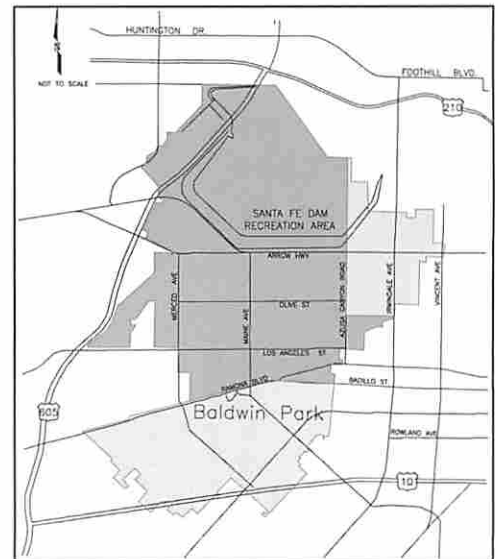 HUNTINGTON DR.
FOOTHILL BLVD.
NOT TO SCALE
210
SANTA FE DAM
RECREATION AREA
ARROW HWY
MERCED AVE
MAINE AVE
OLIVE ST
AZUSA CANYON ROAD
IRWINDALE AVE
VINCENT AVE
LOS ANGELES ST
RAMONA BLVD
BADILLO ST
Baldwin Park
605
ROWLAND AVE
10